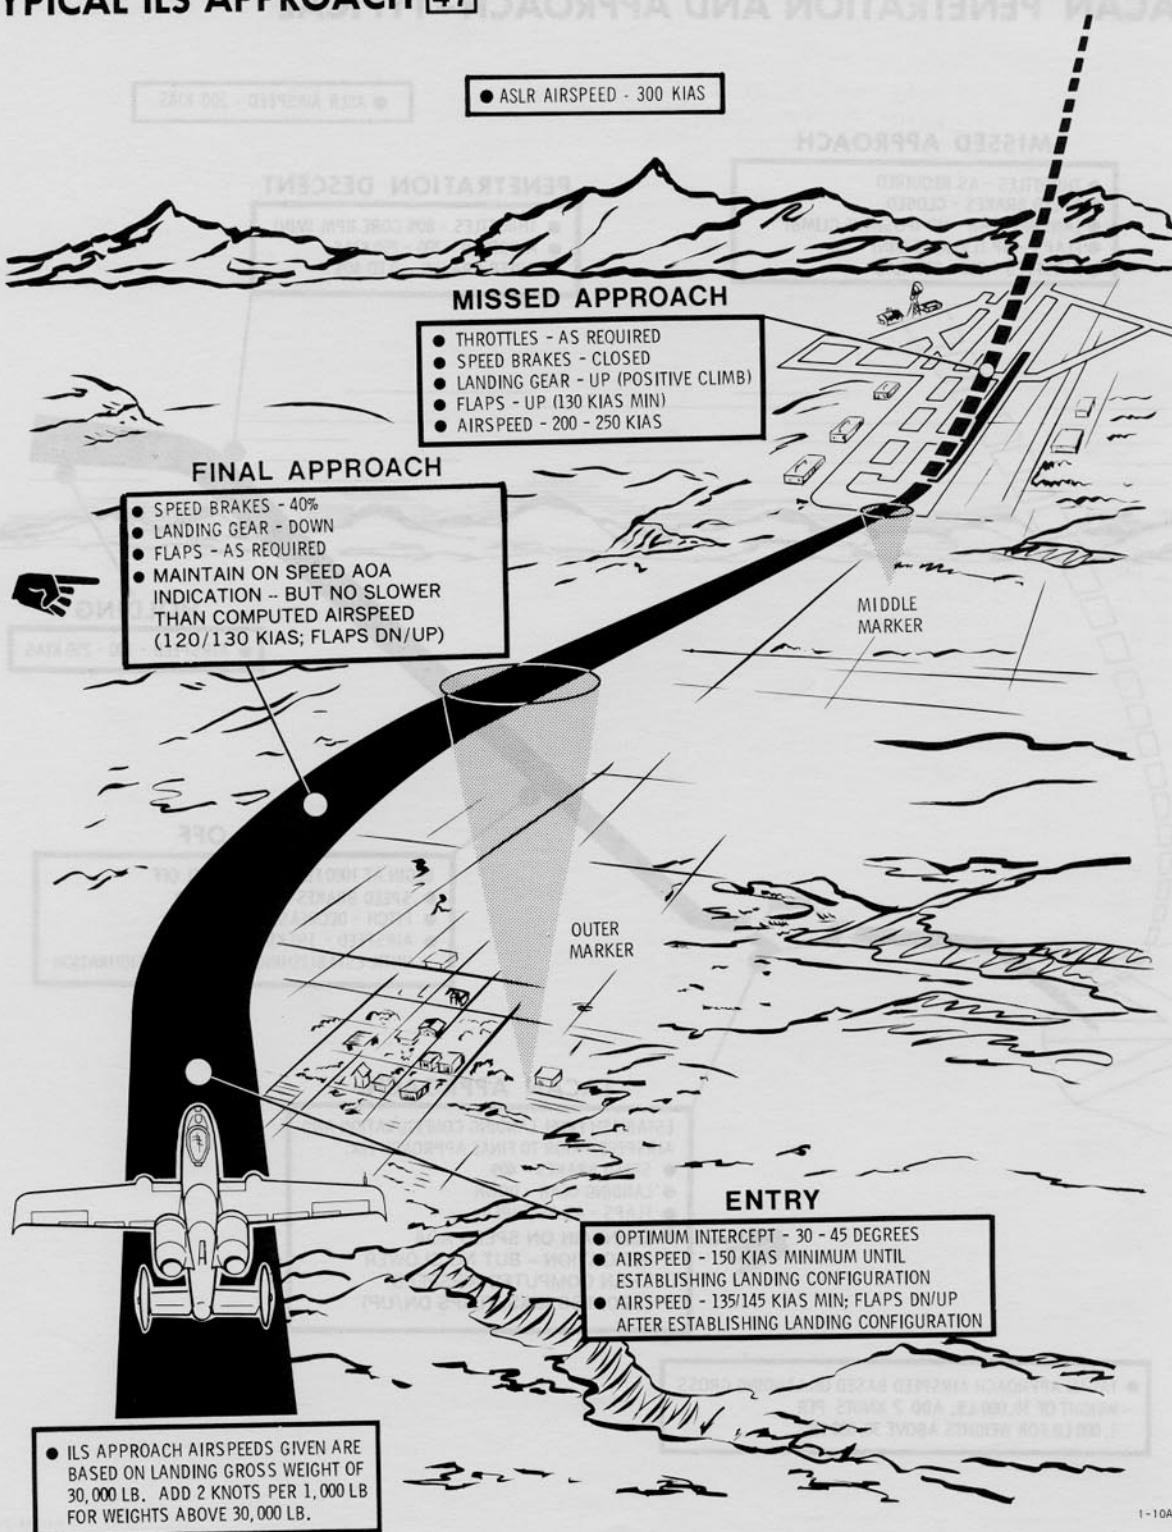 YPICAL ILS APPROACH 47
● ASLR AIRSPEED - 300 KIAS
MISSED APPROACH
● THROTTLES - AS REQUIRED
● SPEED BRAKES - CLOSED
● LANDING GEAR - UP (POSITIVE CLIMB)
● FLAPS - UP (130 KIAS MIN)
● AIRSPEED - 200 - 250 KIAS
FINAL APPROACH
● SPEED BRAKES - 40%
● LANDING GEAR - DOWN
● FLAPS - AS REQUIRED
● MAINTAIN ON SPEED AOA
INDICATION -- BUT NO SLOWER
THAN COMPUTED AIRSPEED
(120/130 KIAS; FLAPS DN/UP)
MIDDLE
MARKER
OUTER
MARKER
ENTRY
● OPTIMUM INTERCEPT - 30 - 45 DEGREES
● AIRSPEED - 150 KIAS MINIMUM UNTIL
ESTABLISHING LANDING CONFIGURATION
● AIRSPEED - 135/145 KIAS MIN; FLAPS DN/UP
AFTER ESTABLISHING LANDING CONFIGURATION
● ILS APPROACH AIRSPEEDS GIVEN ARE
BASED ON LANDING GROSS WEIGHT OF
30,000 LB. ADD 2 KNOTS PER 1,000 LB
FOR WEIGHTS ABOVE 30,000 LB.
1-10A